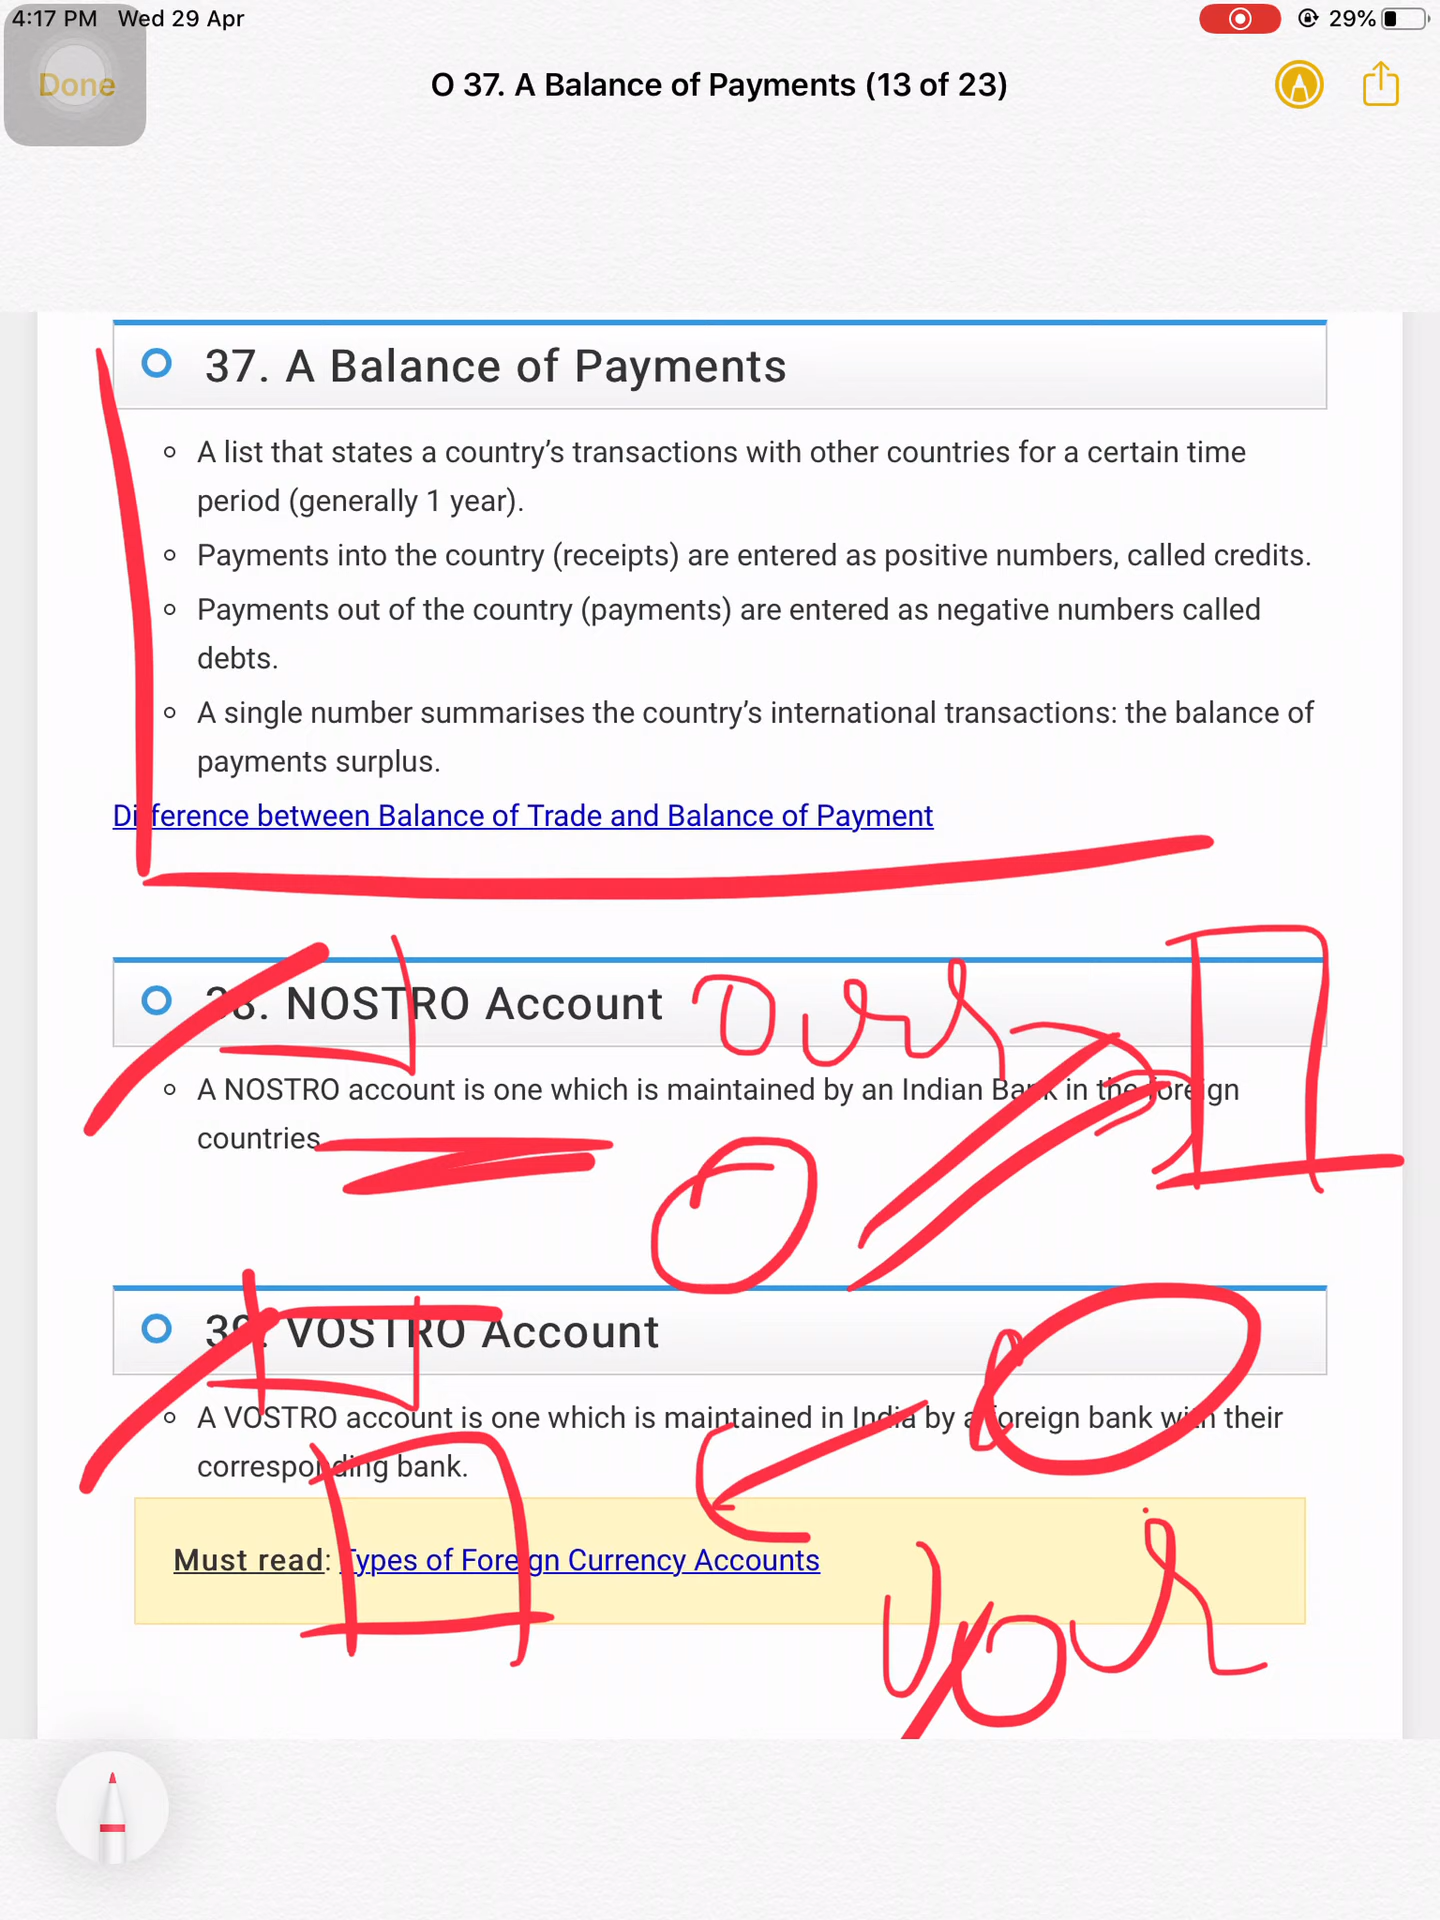 4:17 PM Wed 29 Apr
29%
Done
O 37. A Balance of Payments (13 of 23)
37. A Balance of Payments
A list that states a country's transactions with other countries for a certain time
period (generally 1 year).
Payments into the country (receipts) are entered as positive numbers, called credits.
Payments out of the country (payments) are entered as negative numbers called
debts.
A single number summarises the country's international transactions: the balance of
payments surplus.
Difference between Balance of Trade and Balance of Payment
38. NOSTRO Account
Ours
A NOSTRO account is one which is maintained by an Indian Bank in the foreign
countries
39. VOSTRO Account
A VOSTRO account is one which is maintained in India by a foreign bank with their
corresponding bank.
Must read: Types of Foreign Currency Accounts